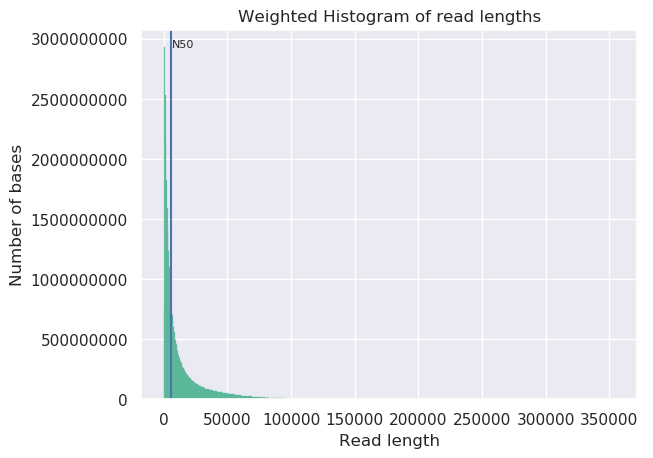 Weighted Histogram of read lengths
3000000000
N50
2500000000
2000000000
Number of bases
1500000000
1000000000
500000000
0
0 50000 100000 150000 200000 250000 300000 350000
Read length